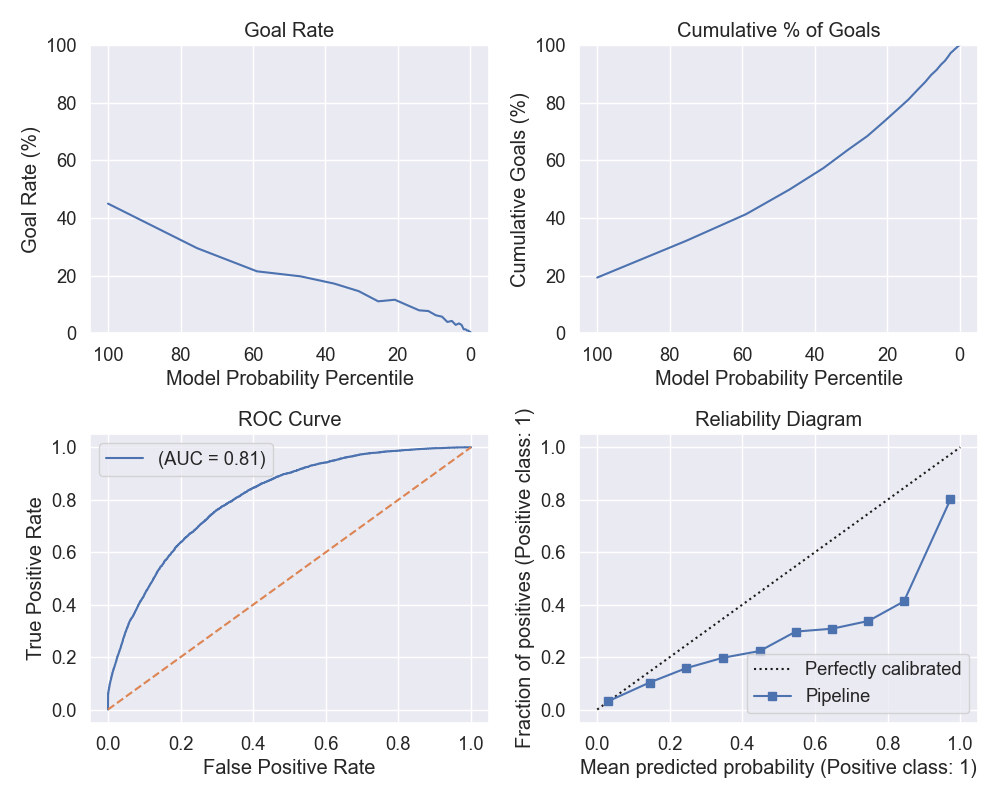 Goal Rate
100
80
60
40
20
0
Goal Rate (%)
100 80 60 40 20 0
Model Probability Percentile
Cumulative % of Goals
100
80
60
40
20
0
Cumulative Goals (%)
100 80 60 40 20 0
Model Probability Percentile
ROC Curve
(AUC = 0.81)
1.0
0.8
0.6
0.4
0.2
0.0
True Positive Rate
0.0 0.2 0.4 0.6 0.8 1.0
False Positive Rate
Reliability Diagram
1.0
0.8
0.6
0.4
0.2
0.0
Fraction of positives (Positive class: 1)
Perfectly calibrated
Pipeline
0.0 0.2 0.4 0.6 0.8 1.0
Mean predicted probability (Positive class: 1)